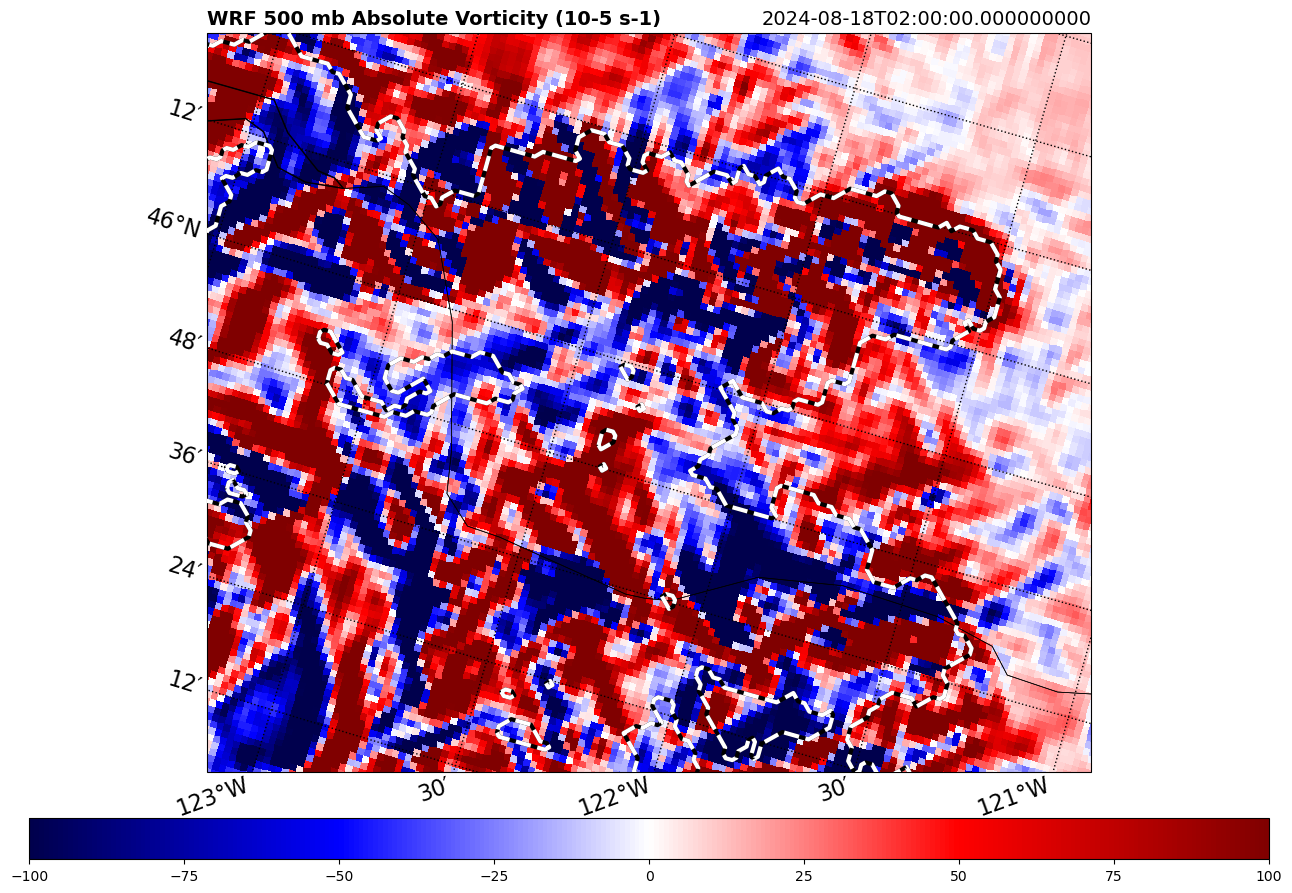 WRF 500 mb Absolute Vorticity (10-5 s-1) 2024-08-18T02:00:00.000000000
12′
46°N
48′
36′
24′
12′
123°W 30′ 122°W 30′ 121°W
−100 −75 −50 −25 0 25 50 75 100